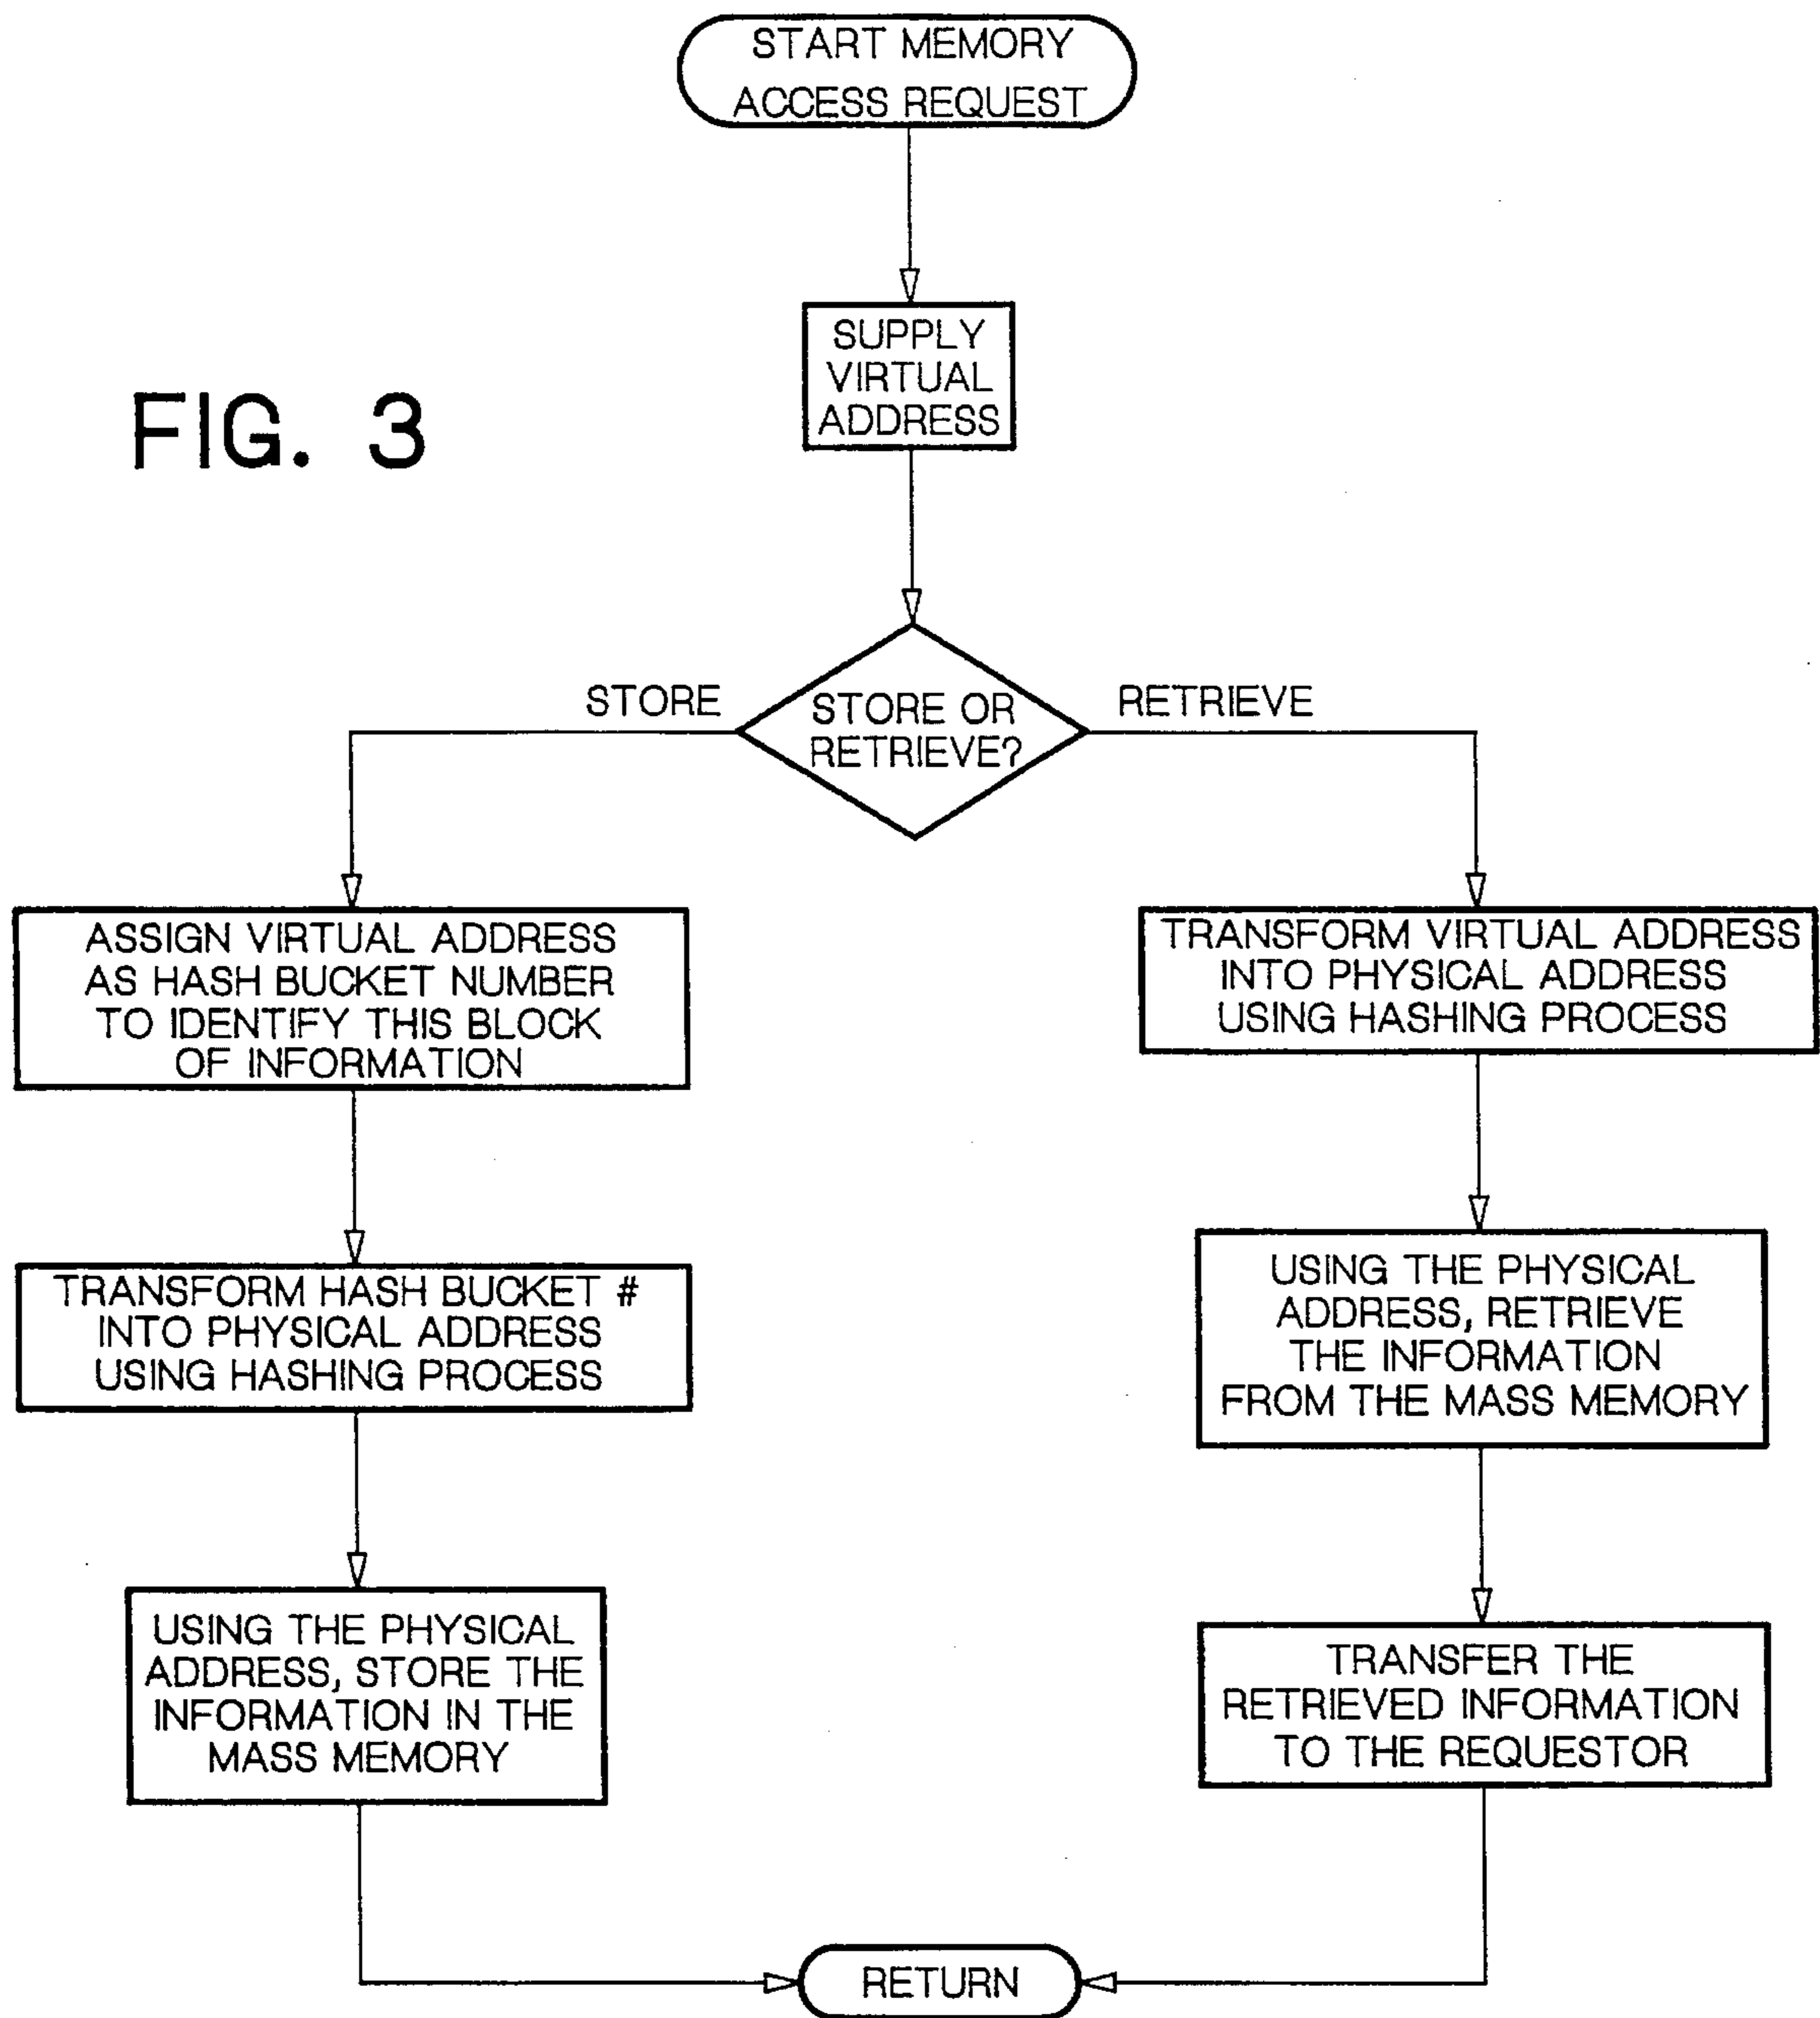 START MEMORY
ACCESS REQUEST
SUPPLY
VIRTUAL
ADDRESS
FIG. 3
STORE
STORE OR
RETRIEVE?
RETRIEVE
ASSIGN VIRTUAL ADDRESS
AS HASH BUCKET NUMBER
TO IDENTIFY THIS BLOCK
OF INFORMATION
TRANSFORM HASH BUCKET #
INTO PHYSICAL ADDRESS
USING HASHING PROCESS
USING THE PHYSICAL
ADDRESS, STORE THE
INFORMATION IN THE
MASS MEMORY
TRANSFORM VIRTUAL ADDRESS
INTO PHYSICAL ADDRESS
USING HASHING PROCESS
USING THE PHYSICAL
ADDRESS, RETRIEVE
THE INFORMATION
FROM THE MASS MEMORY
TRANSFER THE
RETRIEVED INFORMATION
TO THE REQUESTOR
RETURN